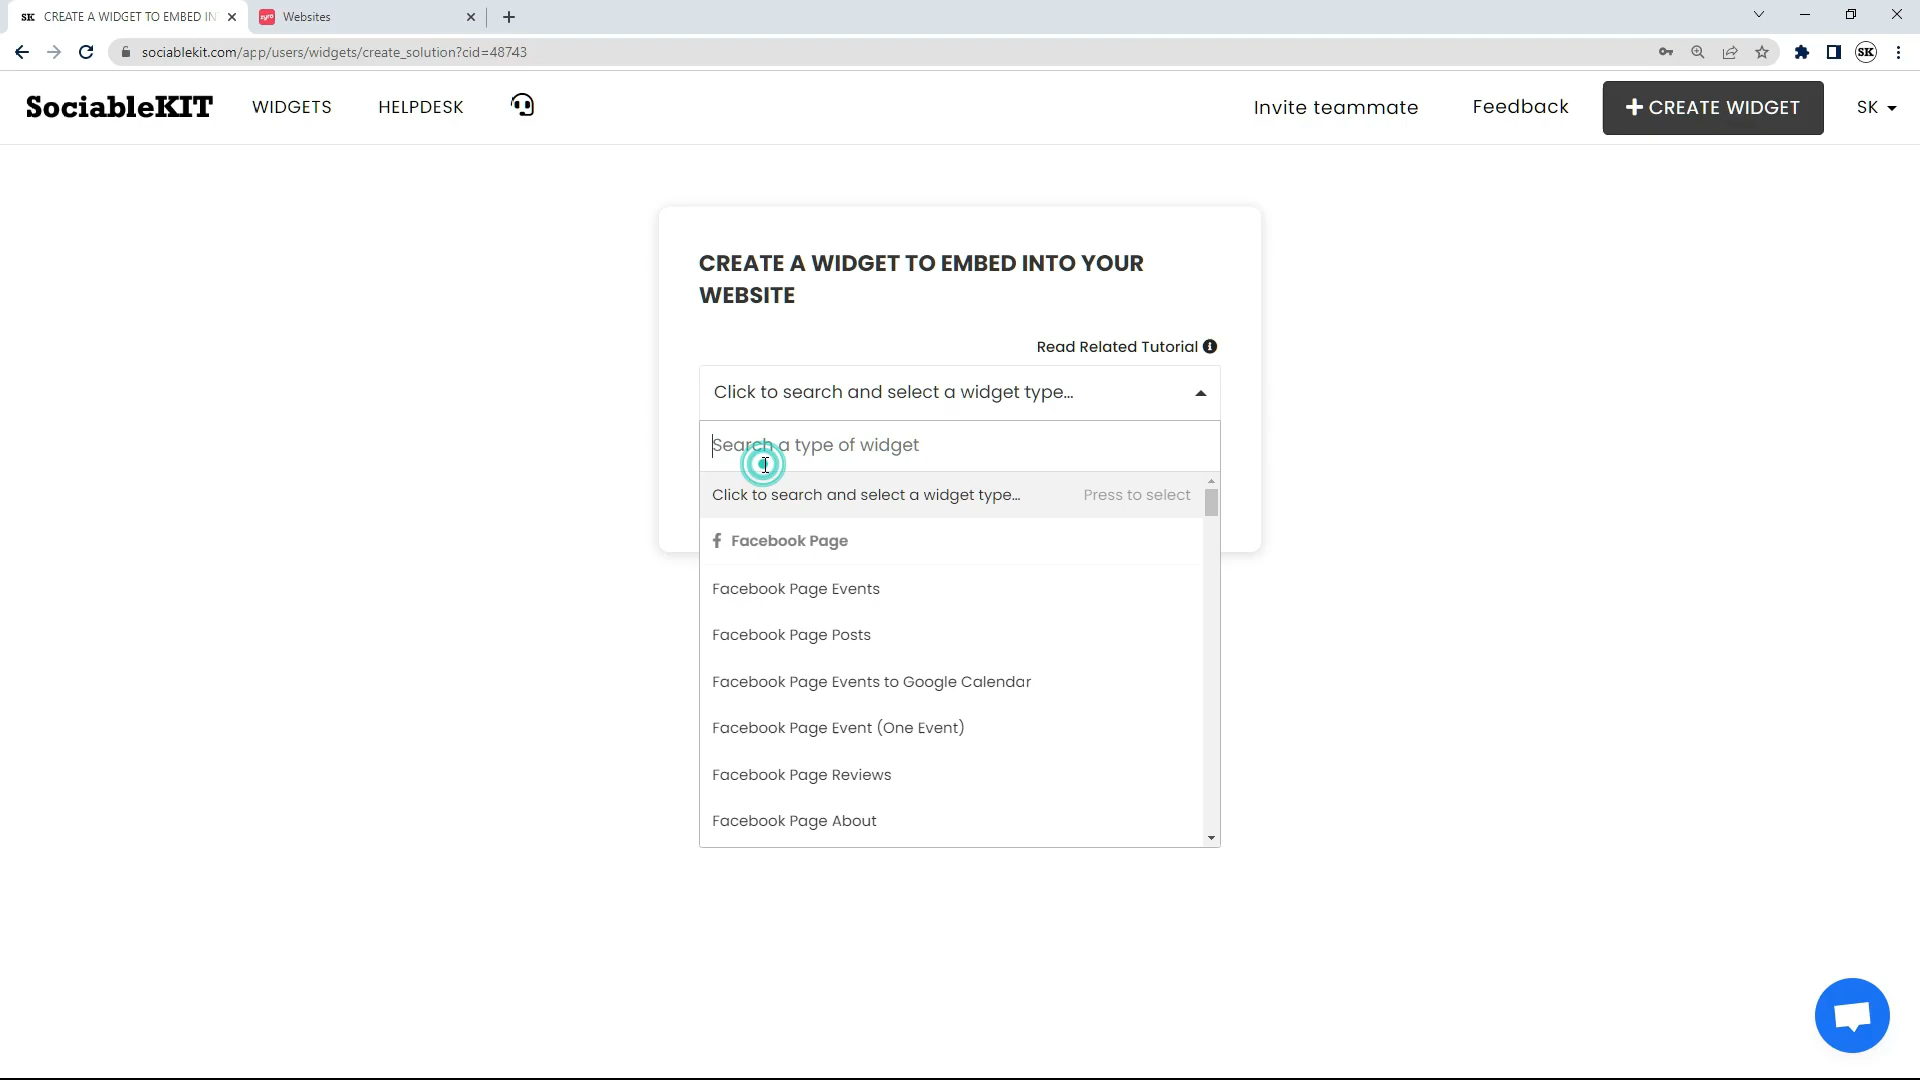 SK CREATE A WIDGET TO EMBED IN
zyro Websites
sociablekit.com/app/users/widgets/create_solution?cid=48743
SK
SociableKIT WIDGETS HELPDESK Invite teammate Feedback + CREATE WIDGET SK
CREATE A WIDGET TO EMBED INTO YOUR
WEBSITE
Read Related Tutorial
Click to search and select a widget type...
Search a type of widget
Click to search and select a widget type... Press to select
Facebook Page
Facebook Page Events
Facebook Page Posts
Facebook Page Events to Google Calendar
Facebook Page Event (One Event)
Facebook Page Reviews
Facebook Page About